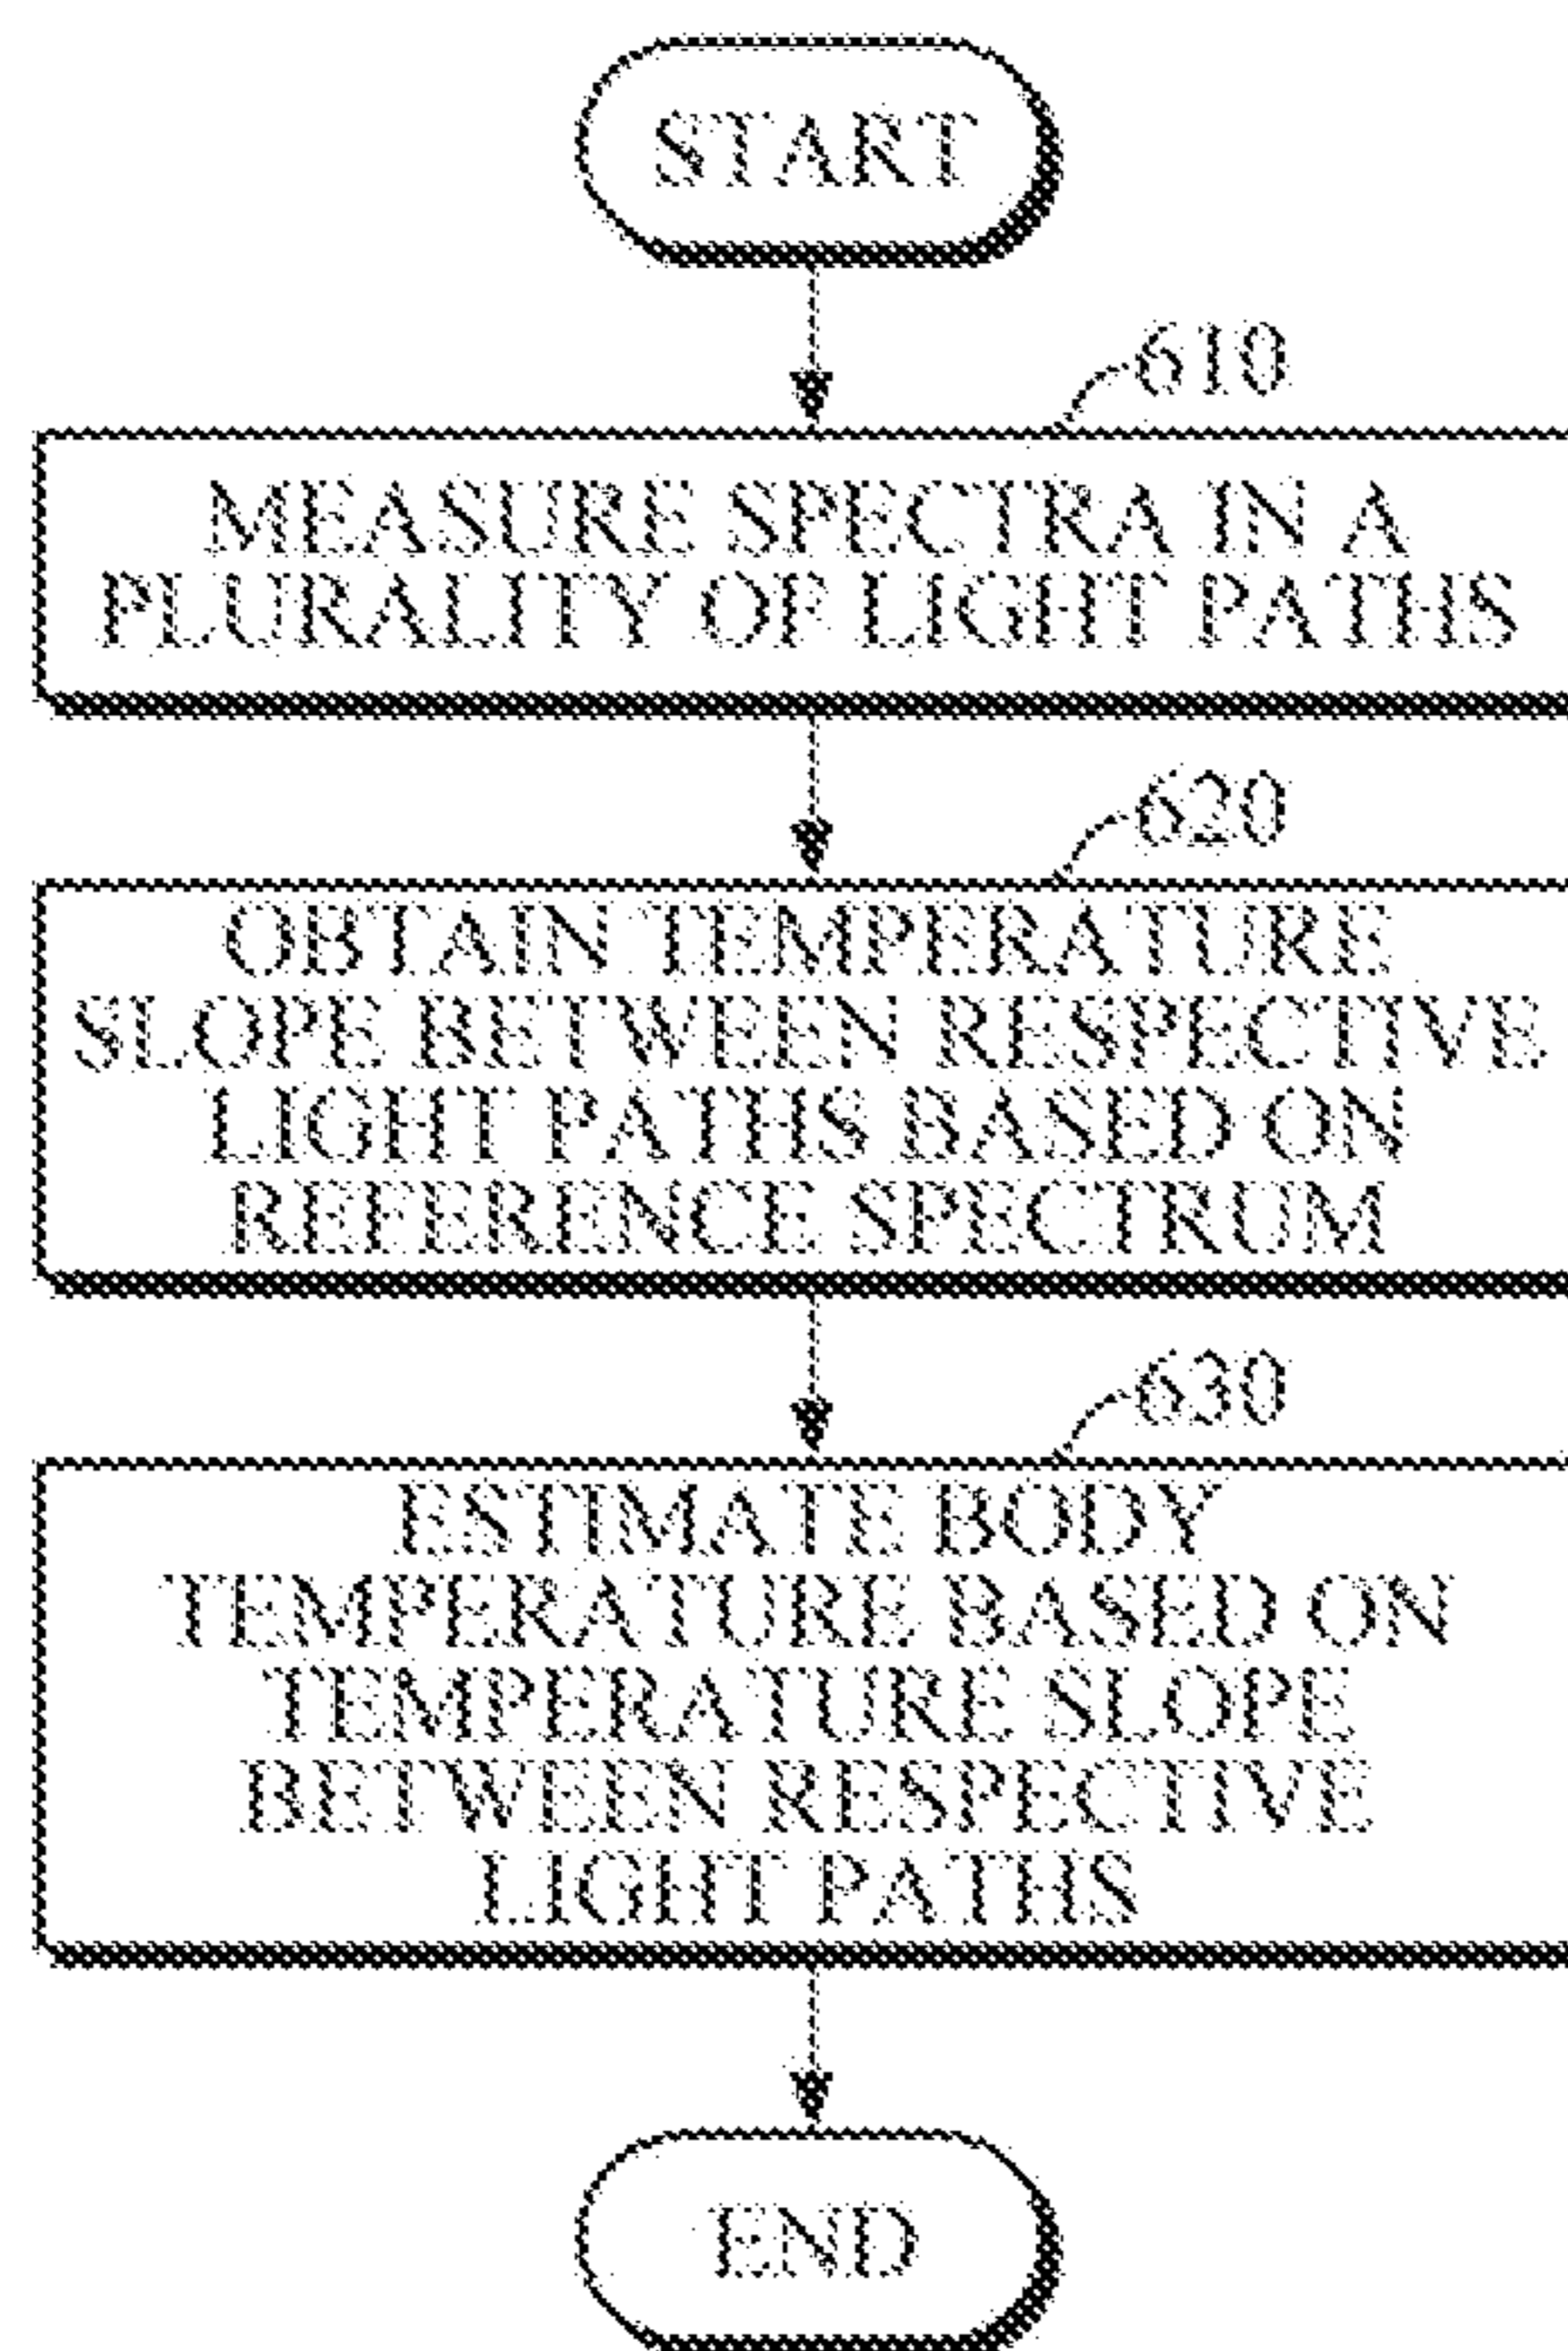 START
610
MEASURE SPECTRA IN A
PLURALITY OF LIGHT PATHS
620
OBTAIN TEMPERATURE
SLOPE BETWEEN RESPECTIVE
LIGHT PATHS BASED ON
REFERENCE SPECTRUM
630
ESTIMATE BODY
TEMPERATURE BASED ON
TEMPERATURE SLOPE
BETWEEN RESPECTIVE
LIGHT PATHS
END